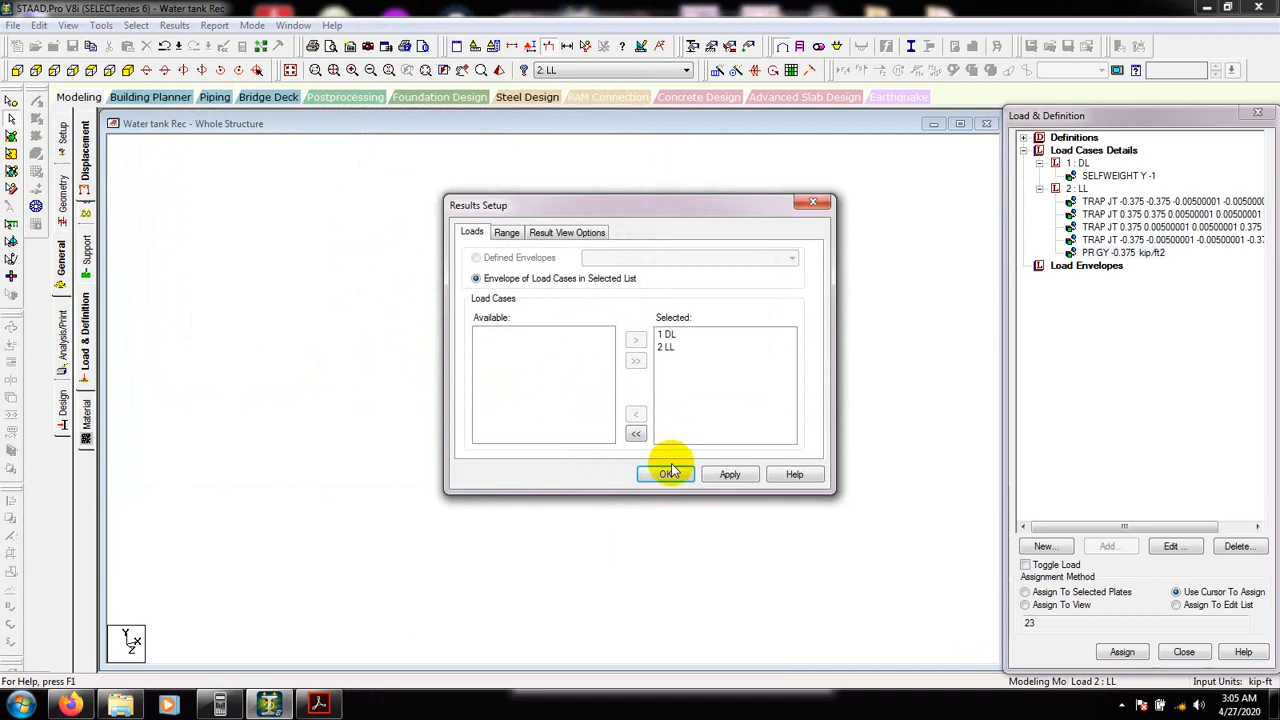 STAAD.Pro V8i (SELECTseries 6) - Water tank Rec
File Edit View Tools Select Results Report Mode Window Help
2: LL
Modeling Building Planner Piping Bridge Deck Postprocessing Foundation Design Steel Design RAM Connection Concrete Design Advanced Slab Design Earthquake
Setup
Geometry
General
Analysis/Print
Design
Displacement
Support
Load & Definition
Material
Water tank Rec - Whole Structure
Y
X
Z
Results Setup
Loads Range Result View Options
Defined Envelopes
Envelope of Load Cases in Selected List
Load Cases
Available: Selected:
1 DL
2 LL
>
>>
<
<<
OK Apply Help
Load & Definition
D Definitions
L Load Cases Details
L 1 : DL
SELFWEIGHT Y -1
L 2 : LL
TRAP JT -0.375 -0.375 -0.00500001 -0.00500001
TRAP JT 0.375 0.375 0.00500001 0.00500001
TRAP JT 0.375 0.00500001 0.00500001 0.375
TRAP JT -0.375 -0.00500001 -0.00500001 -0.37
PR GY -0.375 kip/ft2
L Load Envelopes
New... Add... Edit ... Delete...
Toggle Load
Assignment Method
Assign To Selected Plates Use Cursor To Assign
Assign To View Assign To Edit List
23
Assign Close Help
For Help, press F1
Modeling Mo Load 2 : LL Input Units: kip-ft
3:05 AM
4/27/2020